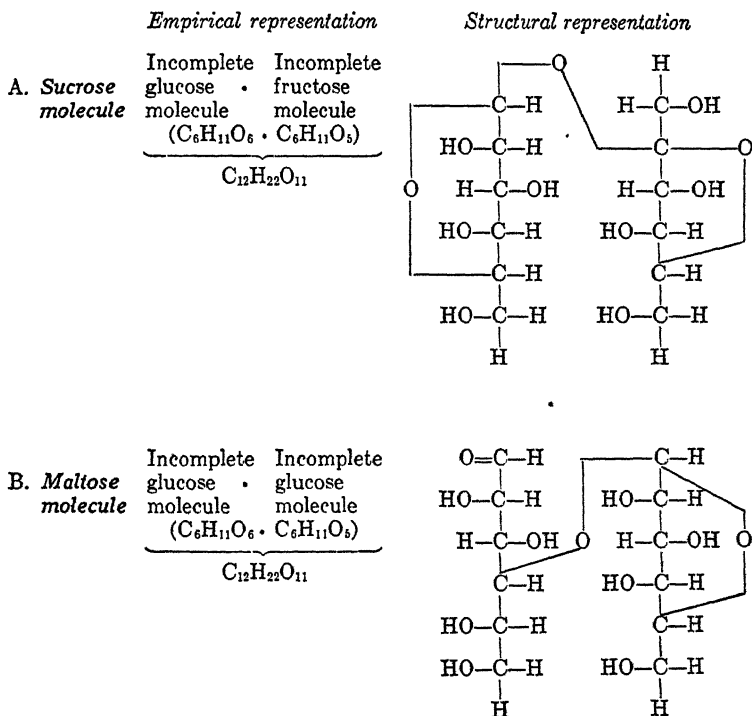 Empirical representation Structural representation
Incomplete Incomplete
A. Sucrose glucose · fructose
molecule molecule molecule
(C₆H₁₁O₆ · C₆H₁₁O₅)
C₁₂H₂₂O₁₁
O H
C—H H—C—OH
HO—C—H C O
O H—C—OH H—C—OH
HO—C—H HO—C—H
C—H C—H
HO—C—H HO—C—H
H H
Incomplete Incomplete
B. Maltose glucose · glucose
molecule molecule molecule
(C₆H₁₁O₆ · C₆H₁₁O₅)
C₁₂H₂₂O₁₁
O=C—H C—H
HO—C—H HO—C—H
H—C—OH O H—C—OH O
C—H HO—C—H
HO—C—H C—H
HO—C—H HO—C—H
H H